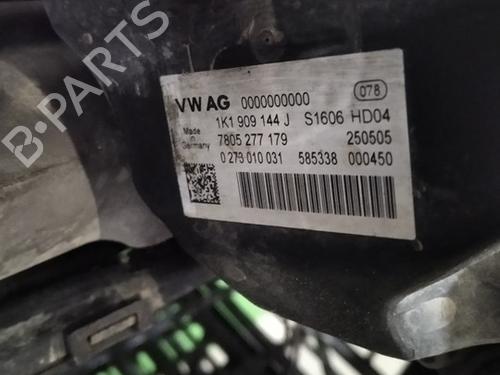 VW AG 0000000000 078
1K1 909 144 J S1606 HD04
Made in Germany 7805 277 179 250505
0 273 010 031 585338 000450
B-PARTS